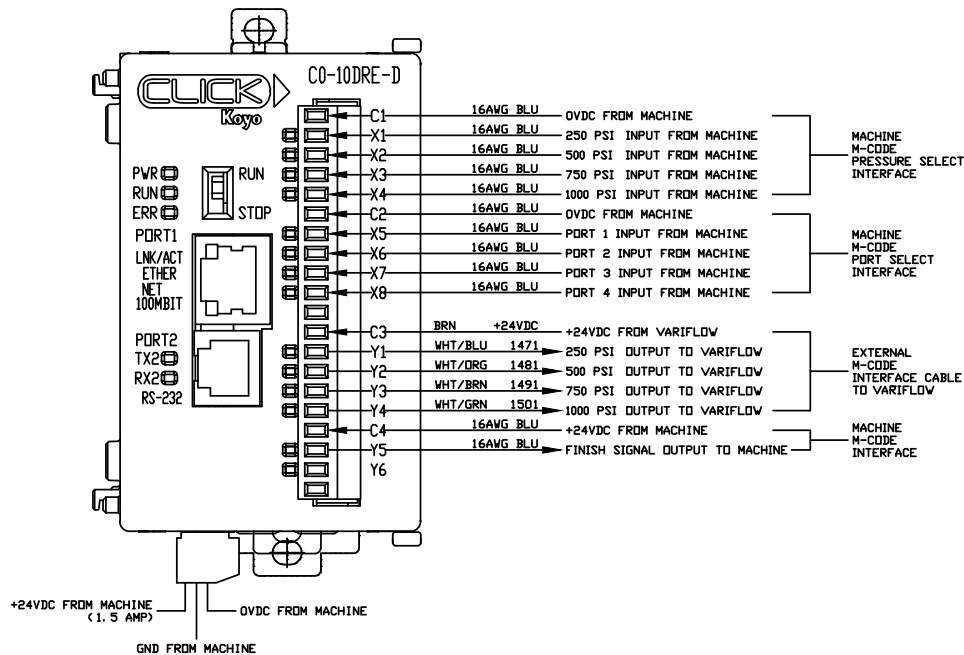 CLICK
Koyo
C0-10DRE-D
PWR
RUN
ERR
RUN
STOP
PORT1
LNK/ACT
ETHER
NET
100MBIT
PORT2
TX2
RX2
RS-232
C1 16AWG BLU 0VDC FROM MACHINE
X1 16AWG BLU 250 PSI INPUT FROM MACHINE
X2 16AWG BLU 500 PSI INPUT FROM MACHINE
X3 16AWG BLU 750 PSI INPUT FROM MACHINE
X4 16AWG BLU 1000 PSI INPUT FROM MACHINE
MACHINE
M-CODE
PRESSURE SELECT
INTERFACE
C2 16AWG BLU 0VDC FROM MACHINE
X5 16AWG BLU PORT 1 INPUT FROM MACHINE
X6 16AWG BLU PORT 2 INPUT FROM MACHINE
X7 16AWG BLU PORT 3 INPUT FROM MACHINE
X8 16AWG BLU PORT 4 INPUT FROM MACHINE
MACHINE
M-CODE
PORT SELECT
INTERFACE
C3 BRN +24VDC +24VDC FROM VARIFLOW
Y1 WHT/BLU 1471 250 PSI OUTPUT TO VARIFLOW
Y2 WHT/ORG 1481 500 PSI OUTPUT TO VARIFLOW
Y3 WHT/BRN 1491 750 PSI OUTPUT TO VARIFLOW
Y4 WHT/GRN 1501 1000 PSI OUTPUT TO VARIFLOW
EXTERNAL
M-CODE
INTERFACE CABLE
TO VARIFLOW
C4 16AWG BLU +24VDC FROM MACHINE
Y5 16AWG BLU FINISH SIGNAL OUTPUT TO MACHINE
Y6
MACHINE
M-CODE
INTERFACE
+24VDC FROM MACHINE
(1.5 AMP)
0VDC FROM MACHINE
GND FROM MACHINE